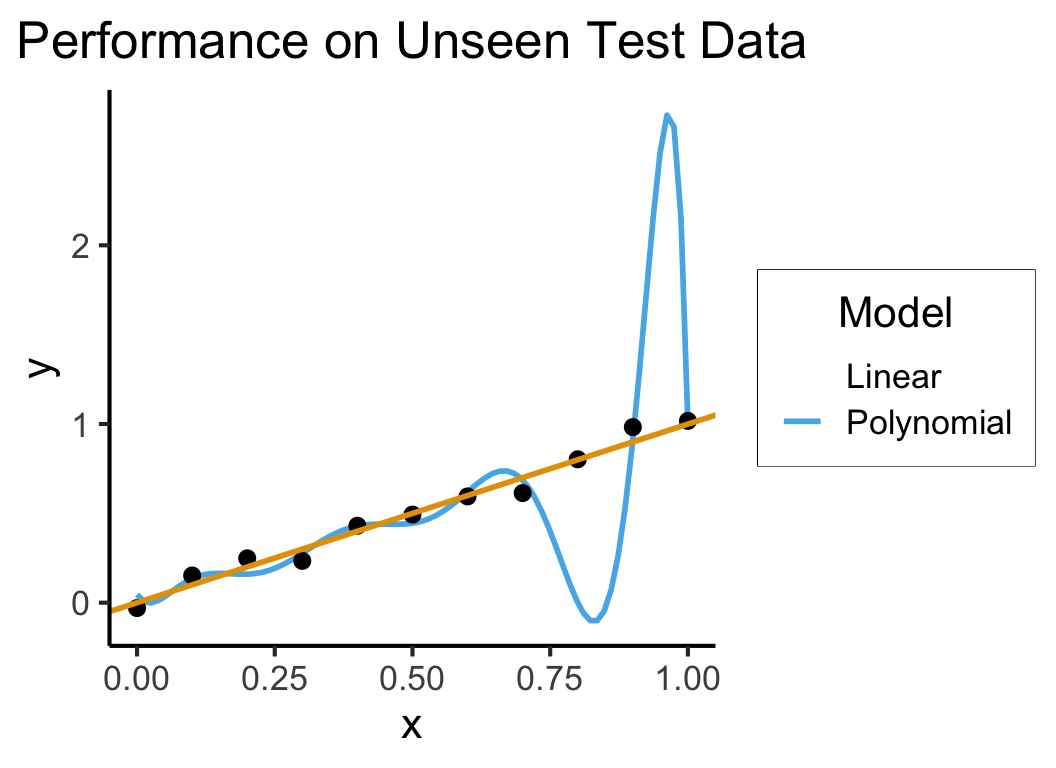 Performance on Unseen Test Data
y
2
1
0
0.00 0.25 0.50 0.75 1.00
x
Model
Linear
Polynomial